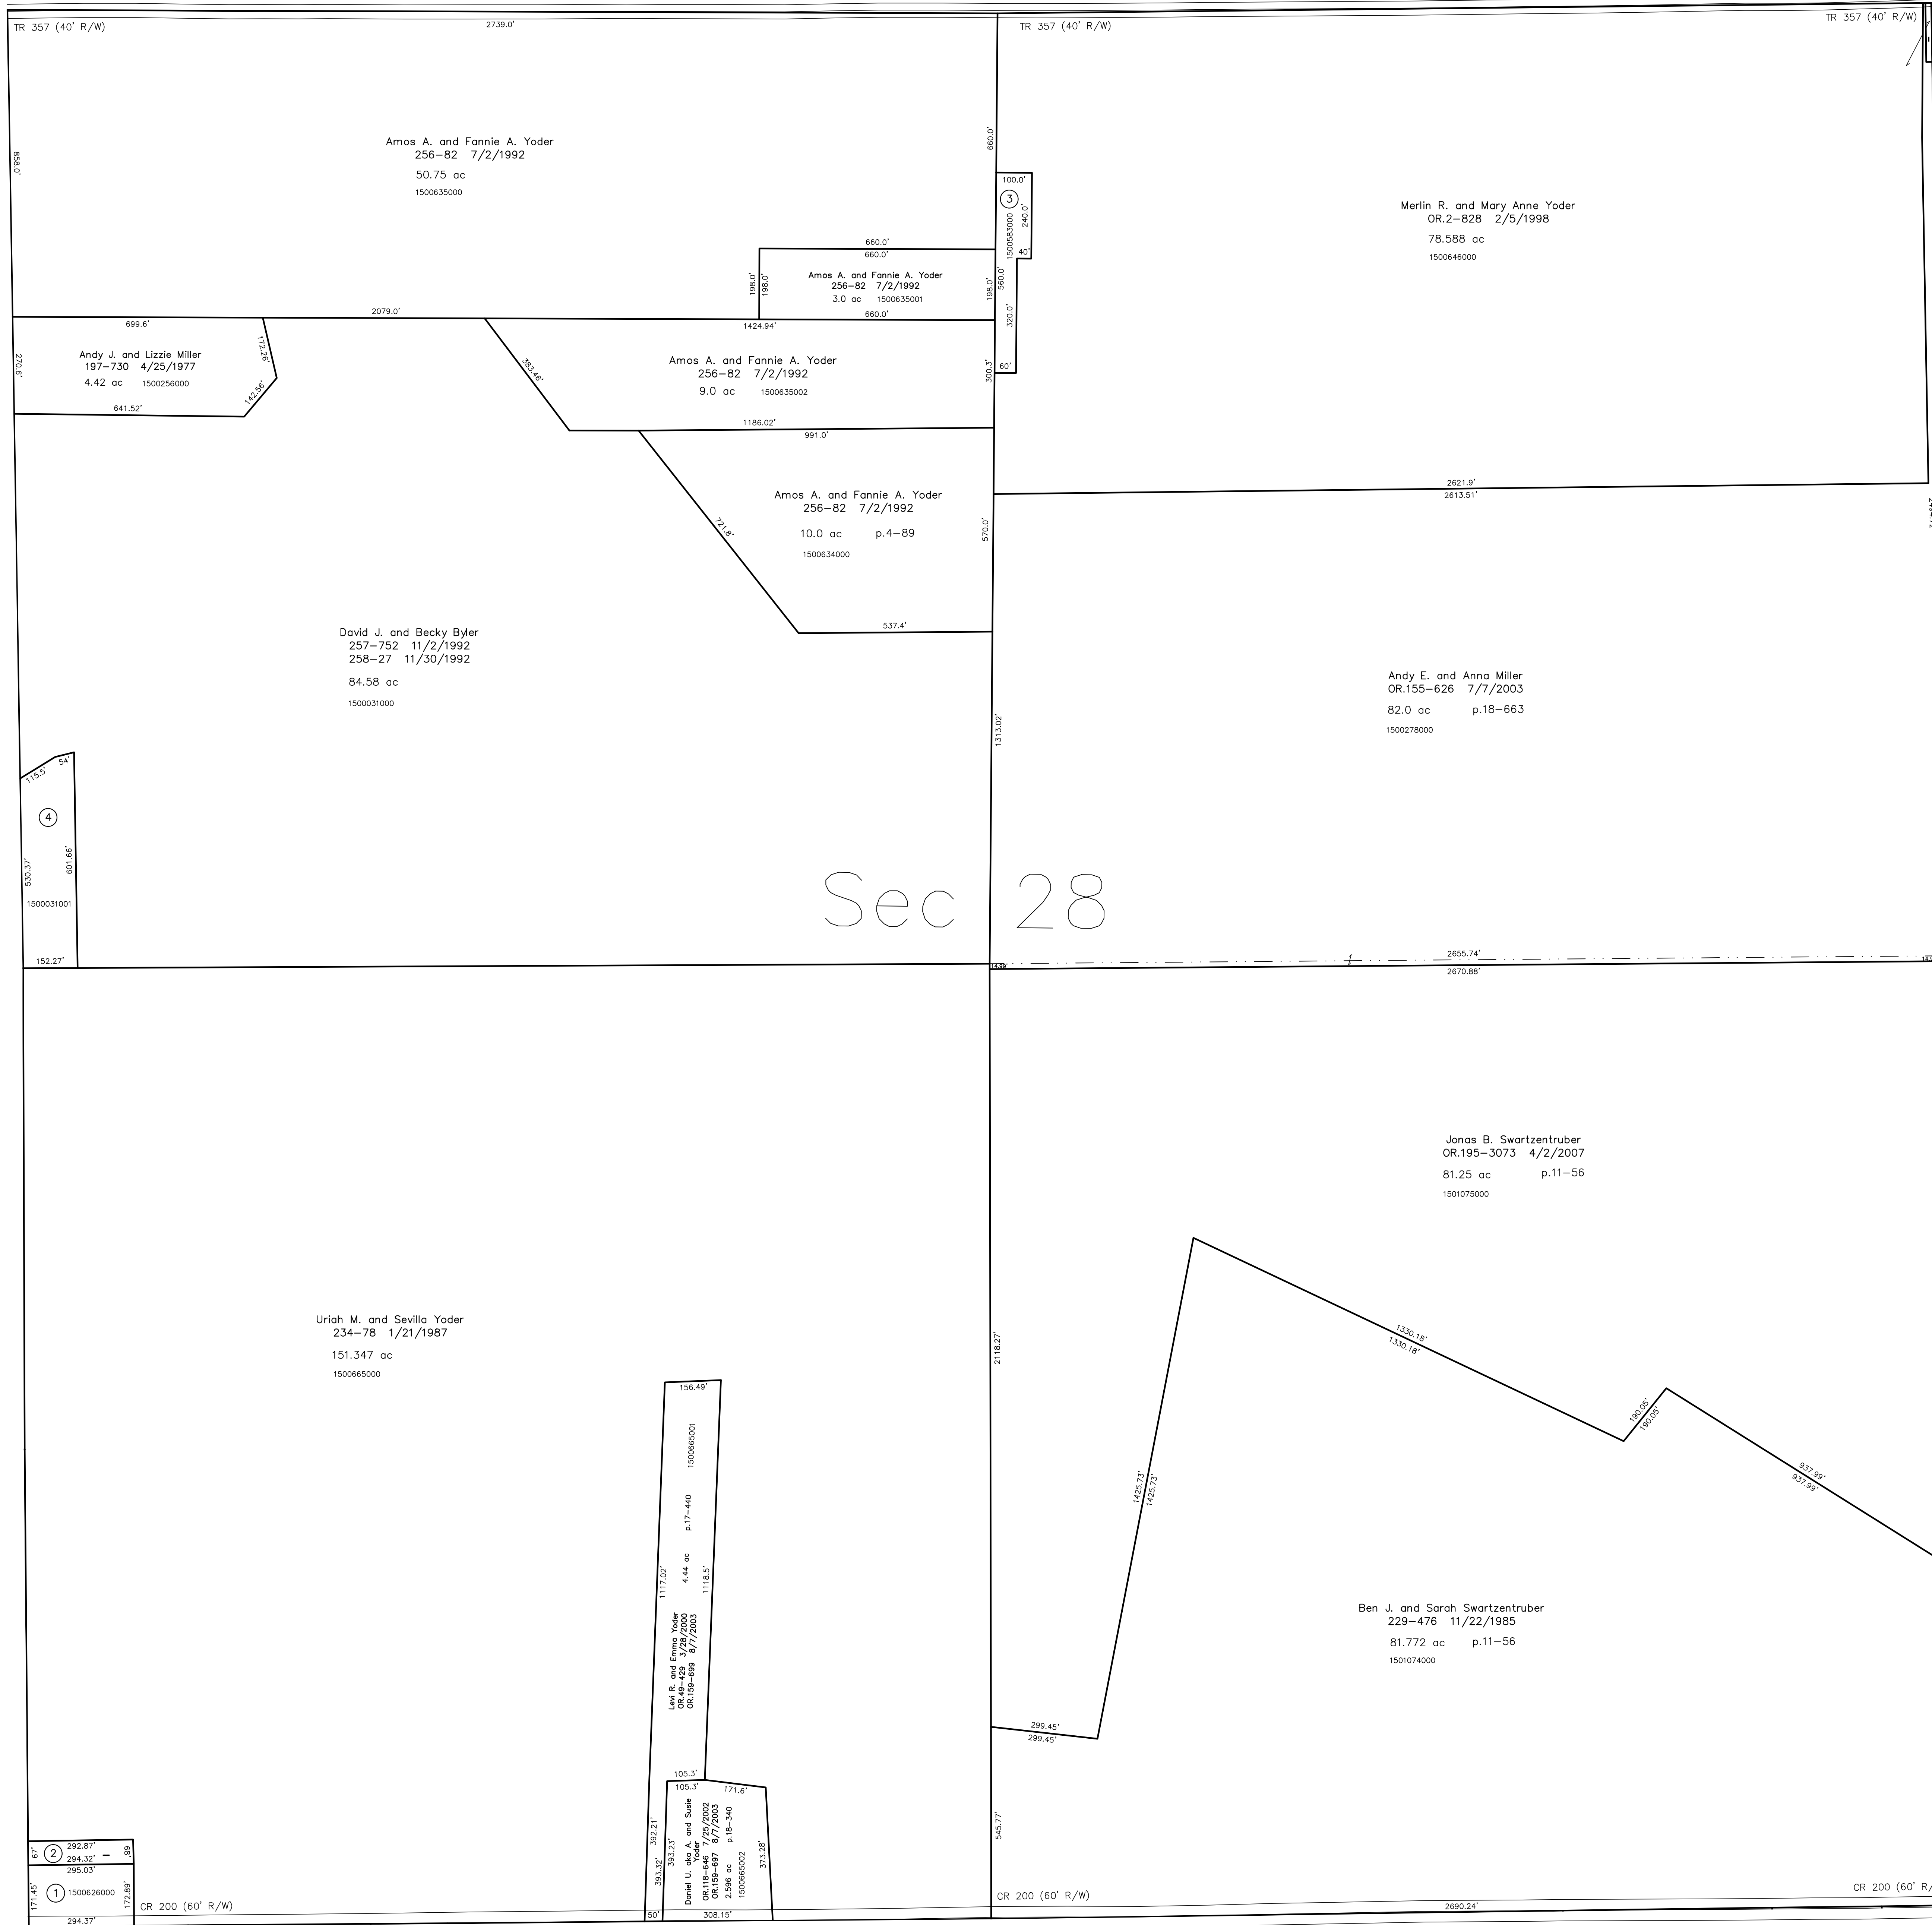 TR 357 (40' R/W)
2739.0'
TR 357 (40' R/W)
TR 357 (40' R/W)
858.0'
Amos A. and Fannie A. Yoder
256-82 7/2/1992
50.75 ac
1500635000
660.0'
100.0'
3
1500583000
240.0'
40'
560.0'
320.0'
60'
Merlin R. and Mary Anne Yoder
OR.2-828 2/5/1998
78.588 ac
1500646000
660.0'
660.0'
198.0'
198.0'
Amos A. and Fannie A. Yoder
256-82 7/2/1992
3.0 ac 1500635001
198.0'
660.0'
699.6'
2079.0'
1424.94'
270.6'
Andy J. and Lizzie Miller
197-730 4/25/1977
4.42 ac 1500256000
172.26'
142.56'
641.52'
383.46'
Amos A. and Fannie A. Yoder
256-82 7/2/1992
9.0 ac 1500635002
300.3'
1186.02'
991.0'
2621.9'
2613.51'
721.8'
Amos A. and Fannie A. Yoder
256-82 7/2/1992
10.0 ac p.4-89
1500634000
570.0'
537.4'
David J. and Becky Byler
257-752 11/2/1992
258-27 11/30/1992
84.58 ac
1500031000
1313.02'
Andy E. and Anna Miller
OR.155-626 7/7/2003
82.0 ac p.18-663
1500278000
115.5'
54'
4
530.37'
601.66'
1500031001
152.27'
Sec 28
14.99'
2655.74'
2670.88'
Jonas B. Swartzentruber
OR.195-3073 4/2/2007
81.25 ac p.11-56
1501075000
Uriah M. and Sevilla Yoder
234-78 1/21/1987
151.347 ac
1500665000
2118.27'
1330.18'
1330.18'
190.05'
190.05'
937.99'
937.99'
1425.73'
1425.73'
156.49'
1500665001
p.17-440
4.44 ac
1117.02'
1118.5'
Levi R. and Emma Yoder
OR.49-429 3/28/2000
OR.159-699 8/7/2003
Ben J. and Sarah Swartzentruber
229-476 11/22/1985
81.772 ac p.11-56
1501074000
299.45'
299.45'
105.3'
105.3'
171.6'
392.21'
393.32'
393.23'
Daniel U. aka A. and Susie
Yoder
OR.118-646 7/25/2002
OR.159-697 8/7/2003
2.596 ac p.18-340
1500665002
373.28'
545.77'
67'
2
292.87'
68'
294.32'
295.03'
171.45'
1
1500626000
172.89'
294.37'
CR 200 (60' R/W)
50'
308.15'
CR 200 (60' R/W)
2690.24'
CR 200 (60' R/